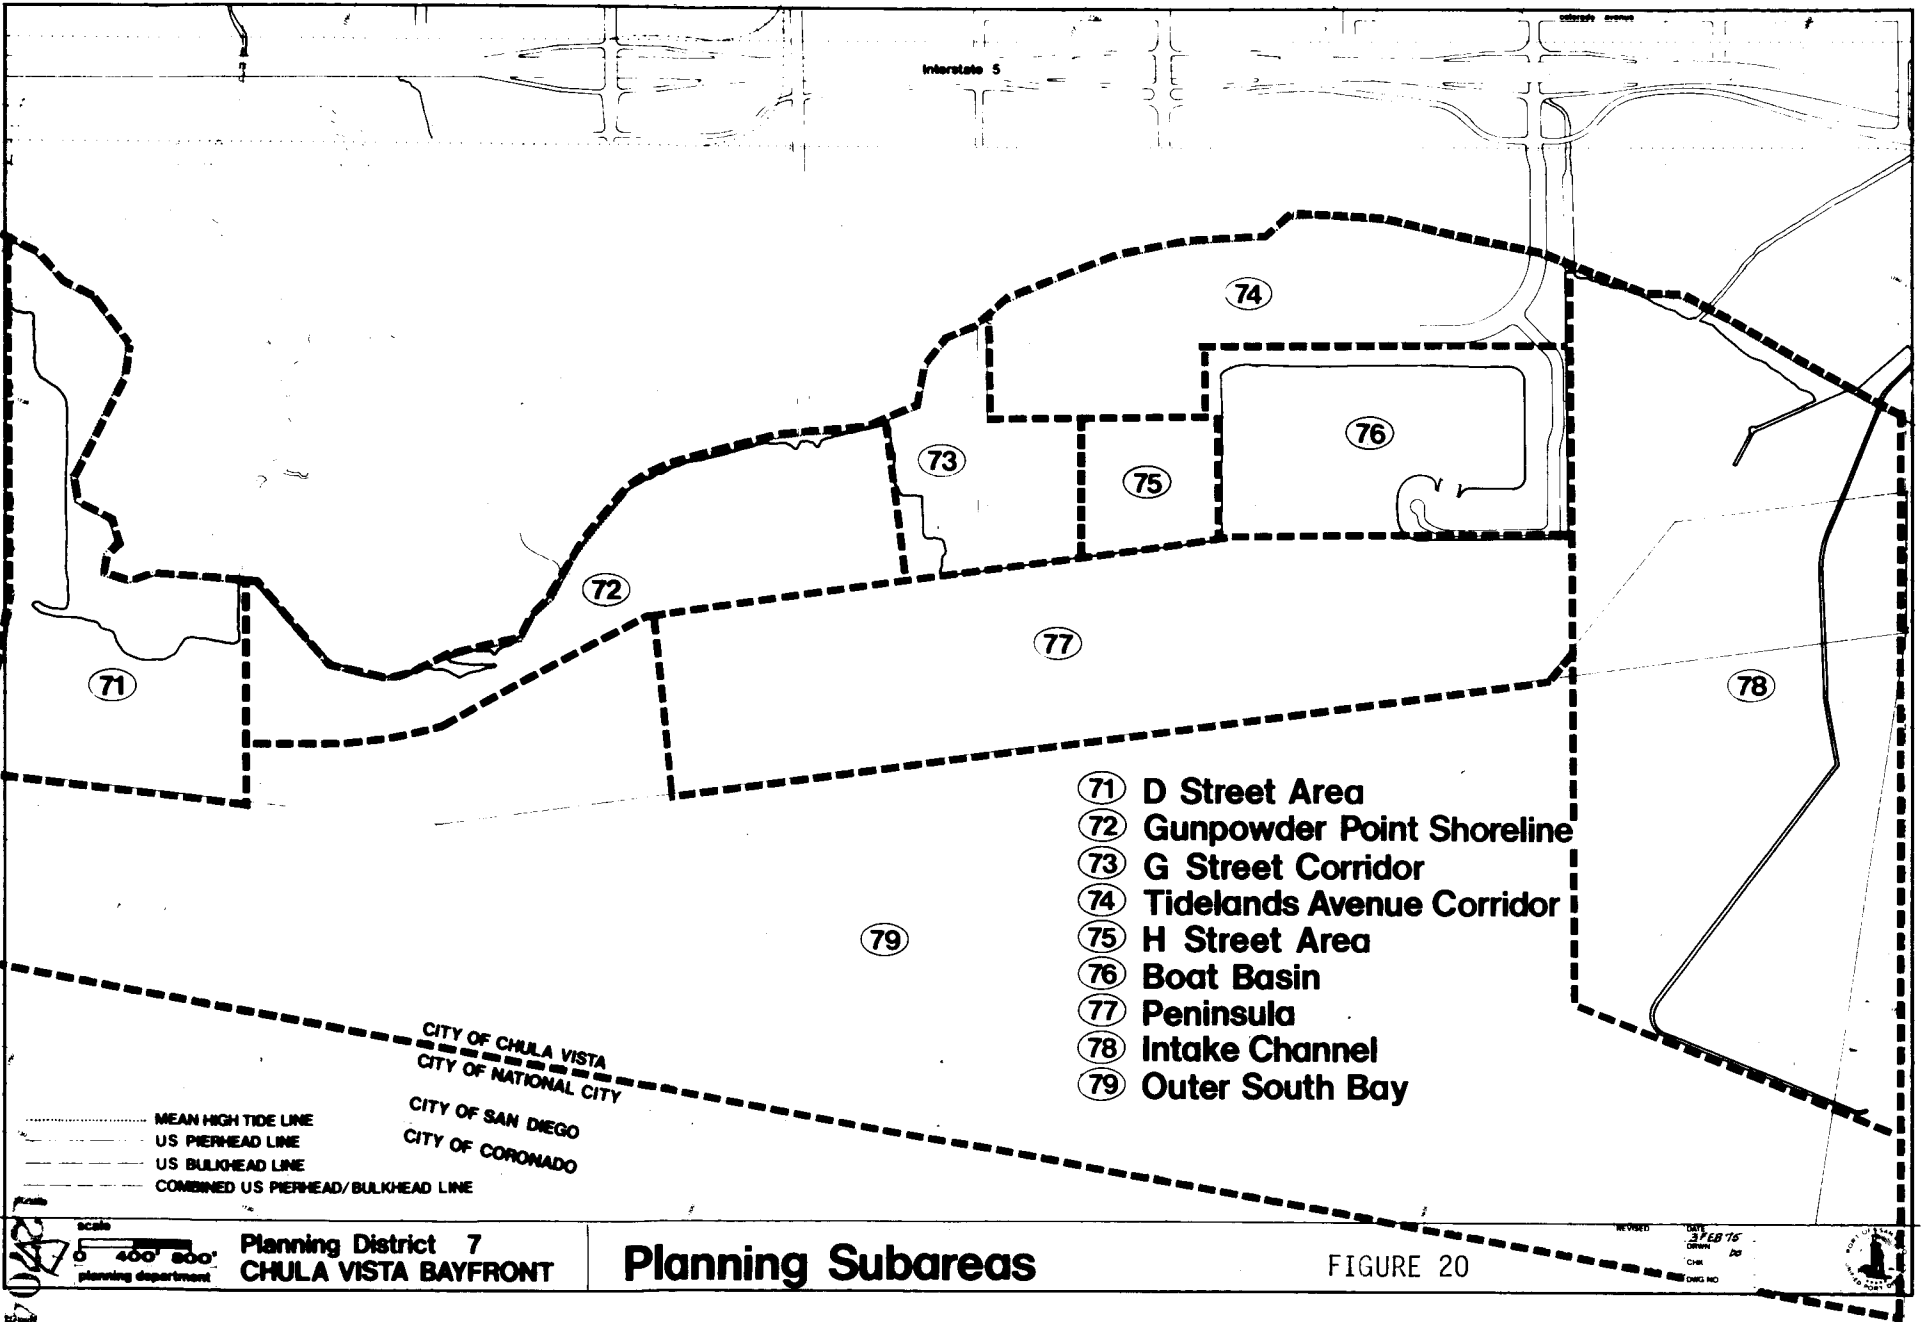 colorado avenue
Interstate 5
74
73
76
75
72
77
71
78
79
71 D Street Area
72 Gunpowder Point Shoreline
73 G Street Corridor
74 Tidelands Avenue Corridor
75 H Street Area
76 Boat Basin
77 Peninsula
78 Intake Channel
79 Outer South Bay
CITY OF CHULA VISTA
CITY OF NATIONAL CITY
CITY OF SAN DIEGO
CITY OF CORONADO
MEAN HIGH TIDE LINE
US PIERHEAD LINE
US BULKHEAD LINE
COMBINED US PIERHEAD/BULKHEAD LINE
scale
0 400' 800'
planning department
Planning District 7
CHULA VISTA BAYFRONT
Planning Subareas
FIGURE 20
REVISED
DATE
DRWN
CHK
DWG NO